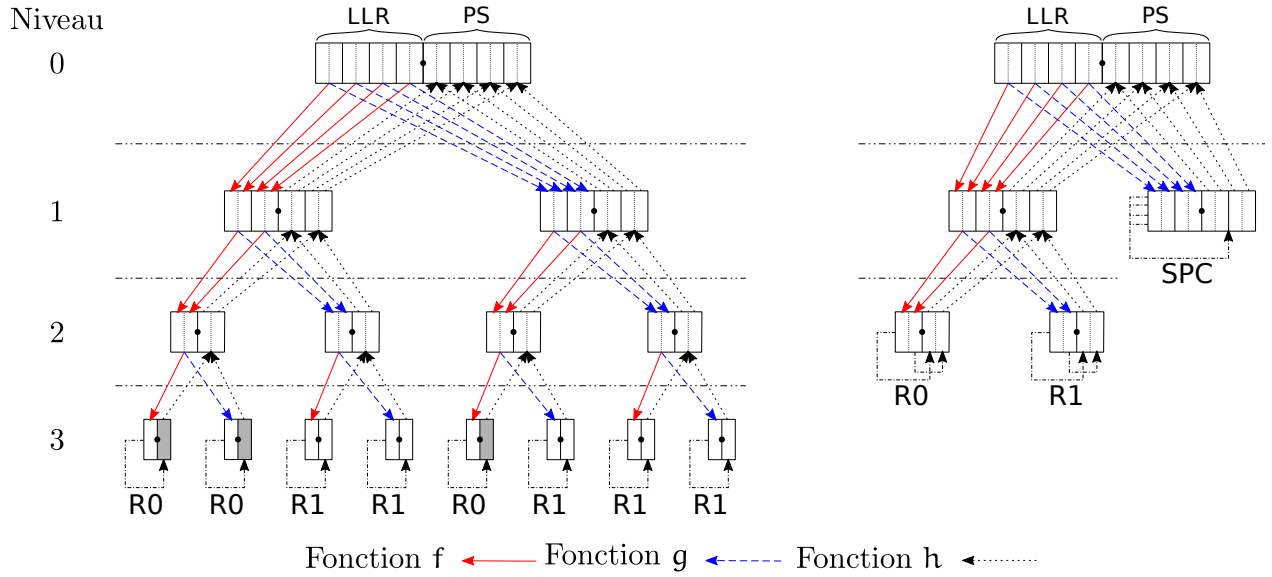 Niveau
LLR PS LLR PS
0
1
SPC
2
R0 R1
3
R0 R0 R1 R1 R0 R1 R1 R1
Fonction f Fonction g Fonction h